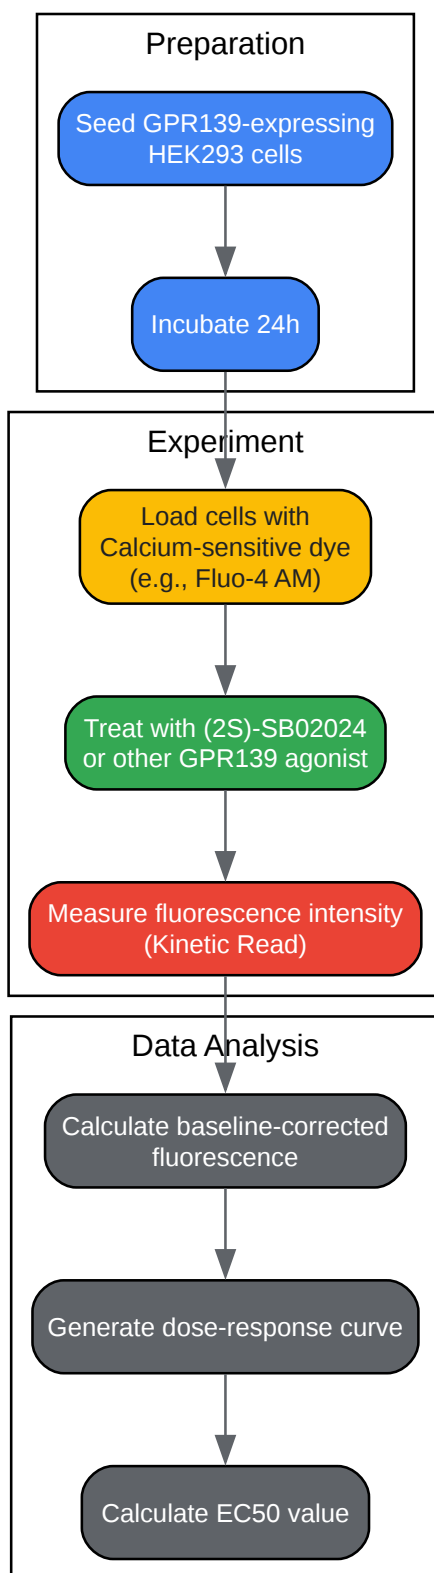 Preparation
Seed GPR139-expressing
HEK293 cells
Incubate 24h
Experiment
Load cells with
Calcium-sensitive dye
(e.g., Fluo-4 AM)
Treat with (2S)-SB02024
or other GPR139 agonist
Measure fluorescence intensity
(Kinetic Read)
Data Analysis
Calculate baseline-corrected
fluorescence
Generate dose-response curve
Calculate EC50 value